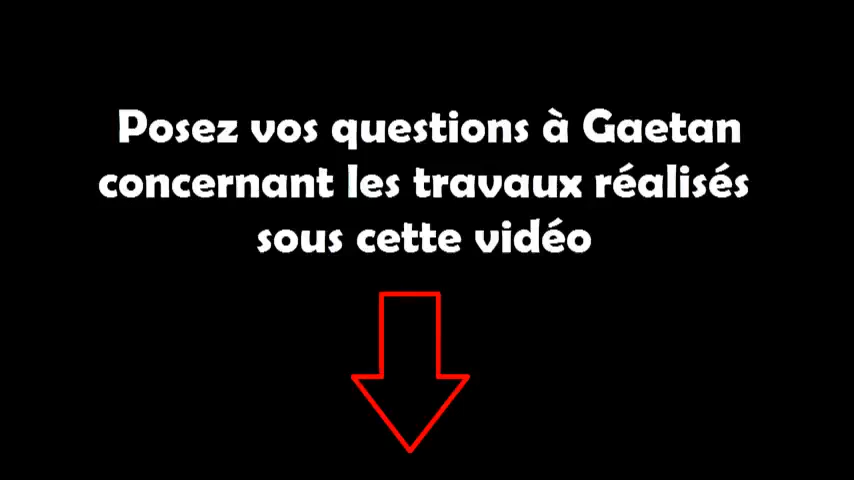 Posez vos questions à Gaetan
concernant les travaux réalisés
sous cette vidéo